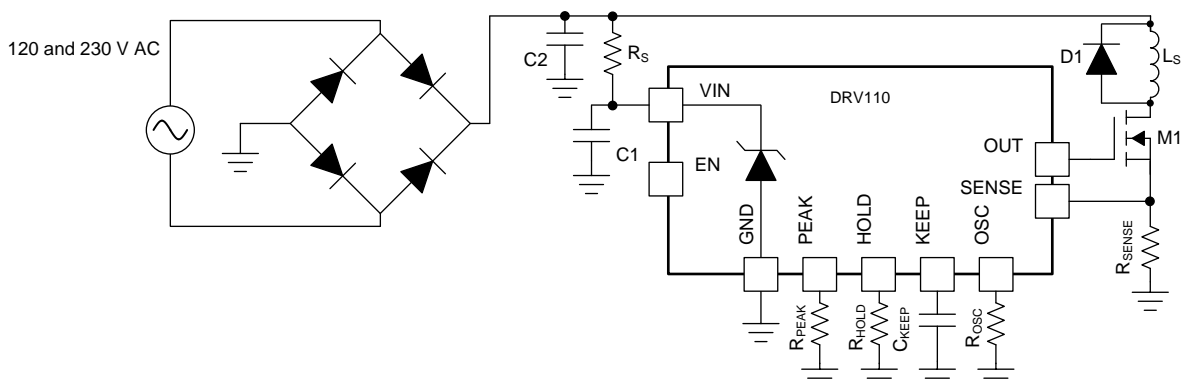 120 and 230 V AC
C2
RS
D1
LS
VIN
DRV110
C1
EN
OUT
M1
SENSE
GND
PEAK
HOLD
KEEP
OSC
RSENSE
RPEAK
RHOLD
CKEEP
ROSC